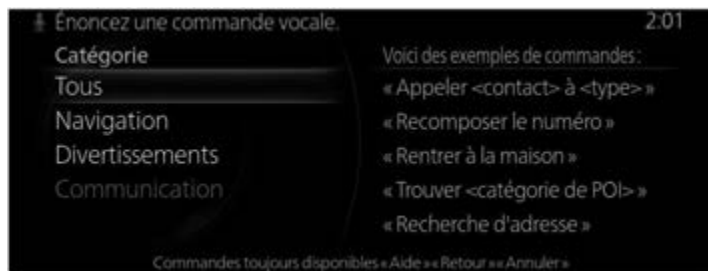 Énoncez une commande vocale. 2:01
Catégorie
Tous
Navigation
Divertissements
Communication
Voici des exemples de commandes :
« Appeler <contact> à <type> »
« Recomposer le numéro »
« Rentrer à la maison »
« Trouver <catégorie de POI> »
« Recherche d'adresse »
Commandes toujours disponibles « Aide » « Retour » « Annuler »